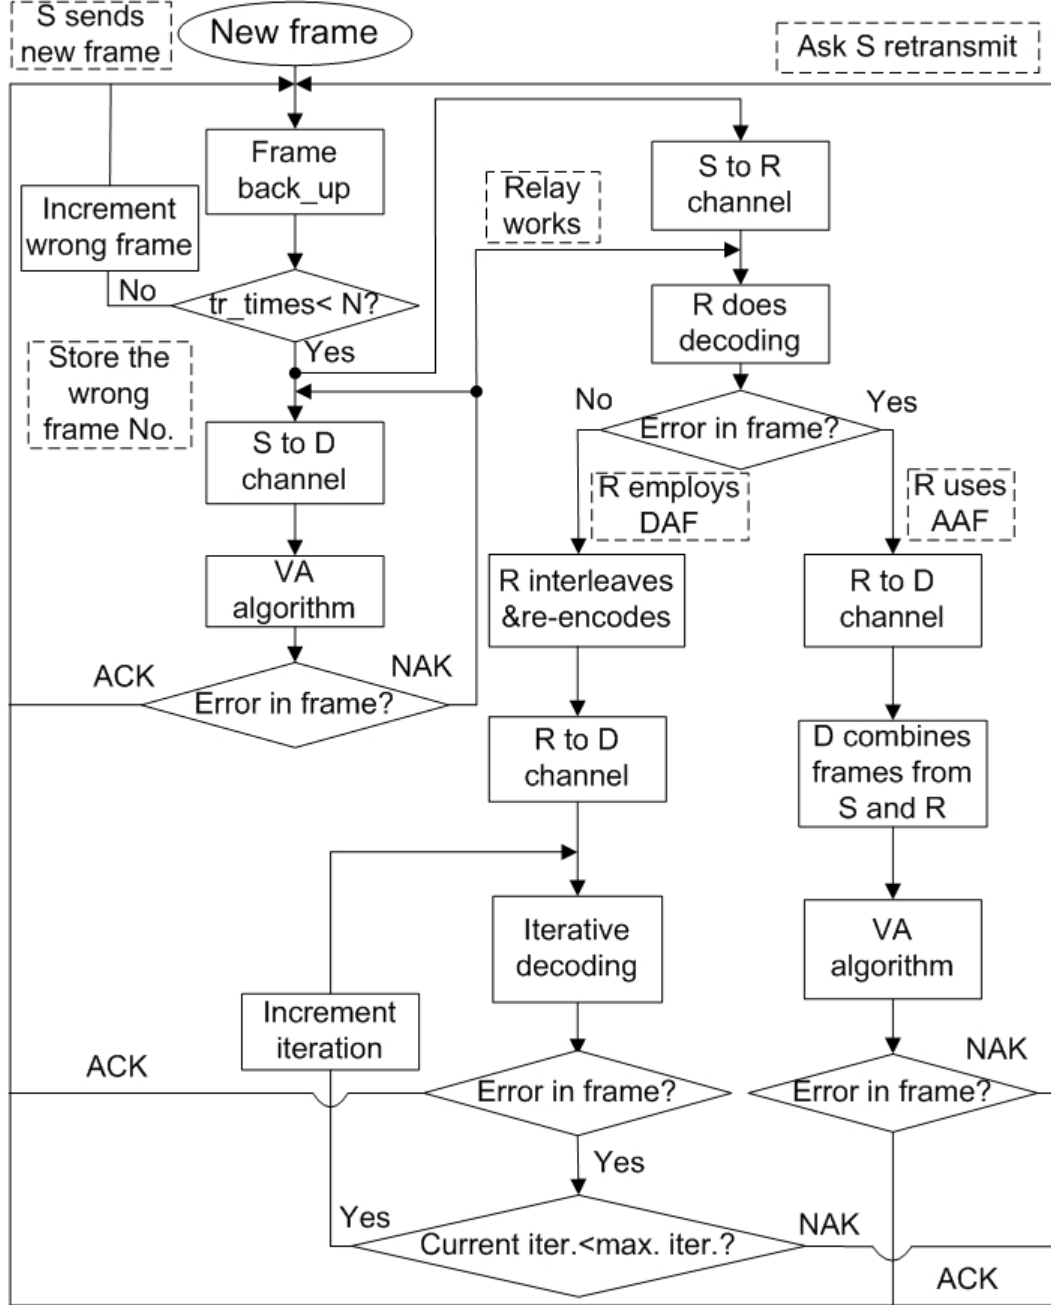 S sends
new frame
New frame
Ask S retransmit
Frame
back_up
S to R
channel
Relay
works
Increment
wrong frame
No
tr_times< N?
R does
decoding
Yes
Store the
wrong
frame No.
No
Yes
Error in frame?
S to D
channel
R employs
DAF
R uses
AAF
VA
algorithm
R interleaves
&re-encodes
R to D
channel
ACK
NAK
Error in frame?
R to D
channel
D combines
frames from
S and R
Iterative
decoding
VA
algorithm
Increment
iteration
ACK
NAK
Error in frame?
Error in frame?
Yes
Yes
NAK
Current iter.<max. iter.?
ACK